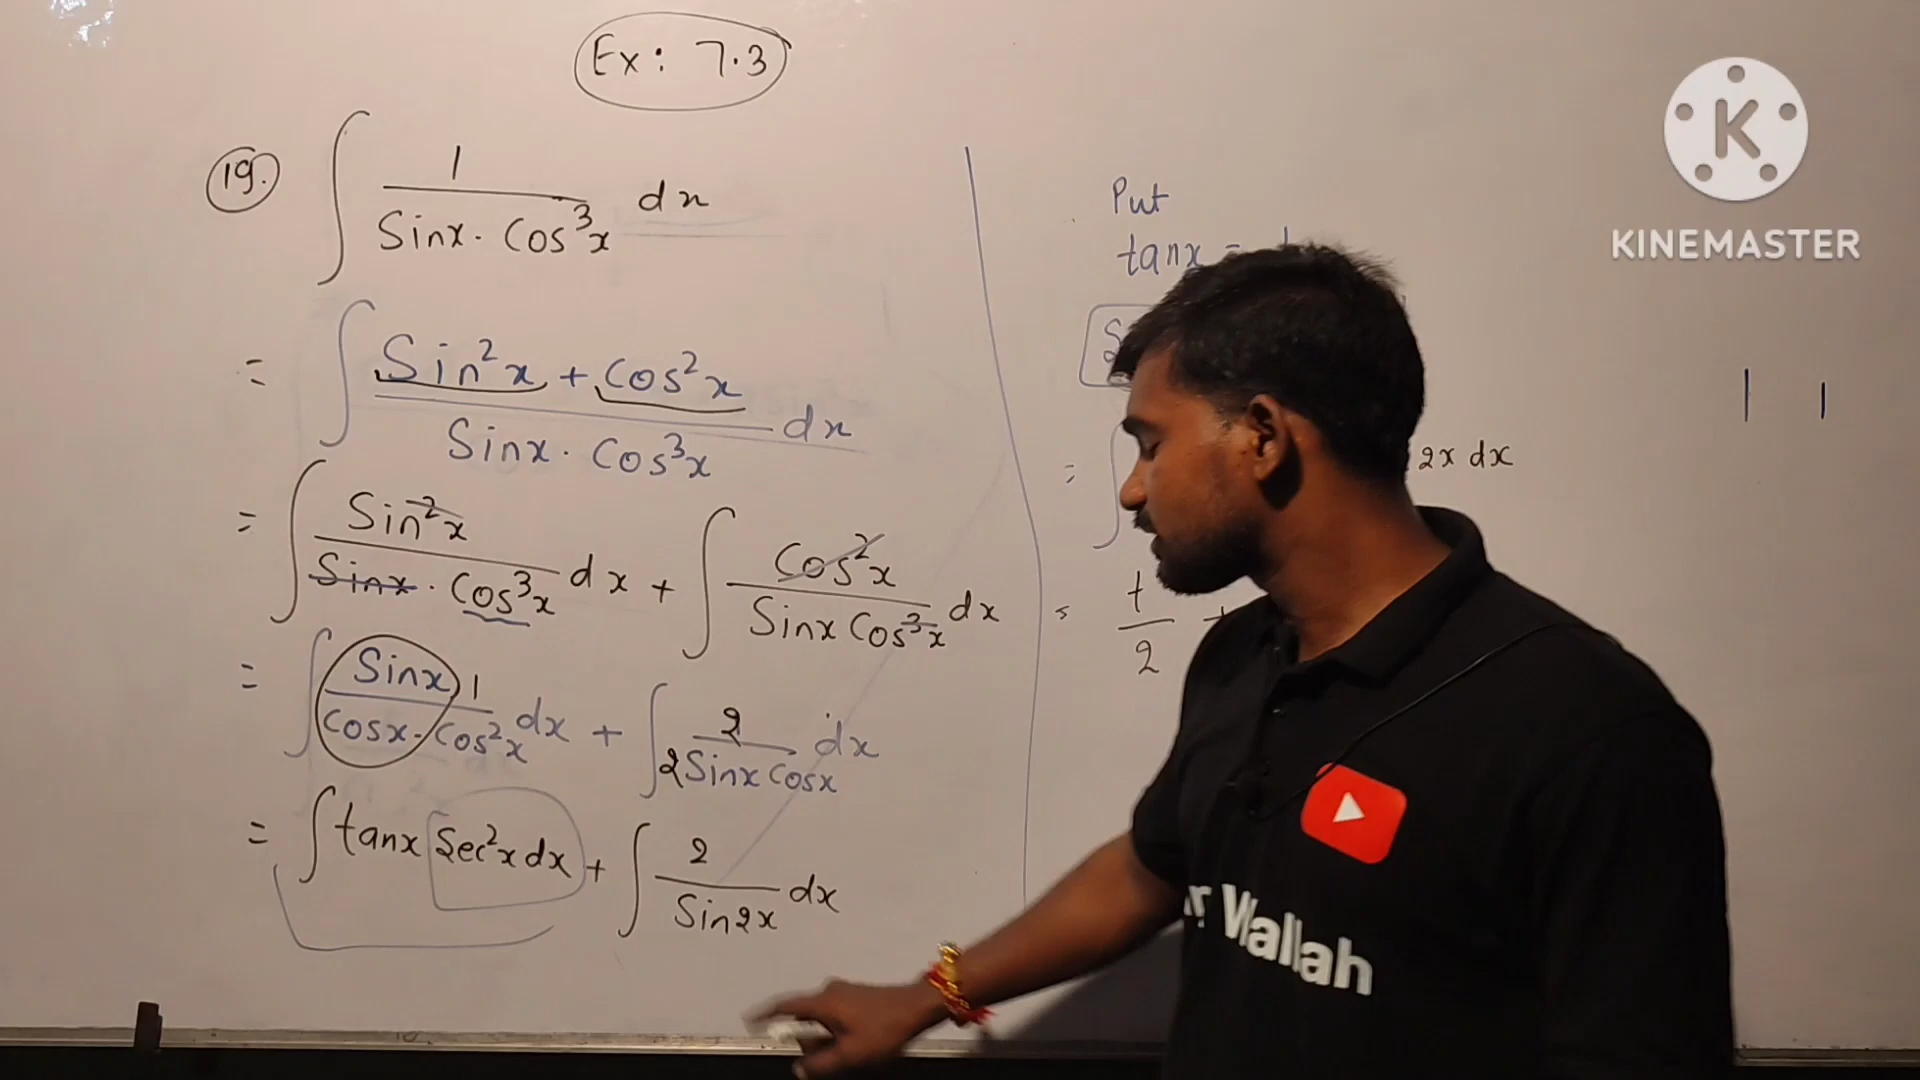 Ex: 7.3
19. ∫ 1 / Sinx · Cos³x dx
= ∫ Sin²x + Cos²x / Sinx · Cos³x dx
= ∫ Sin²x / Sinx · Cos³x dx + ∫ Cos²x / Sinx Cos³x dx
= ∫ Sinx / Cosx · 1 / Cos²x dx + ∫ 2 / 2Sinx Cosx dx
= ∫ tanx Sec²x dx + ∫ 2 / Sin2x dx
Put
tanx =
= ∫ 2x dx
= t / 2 +
KINEMASTER
K
Wallah